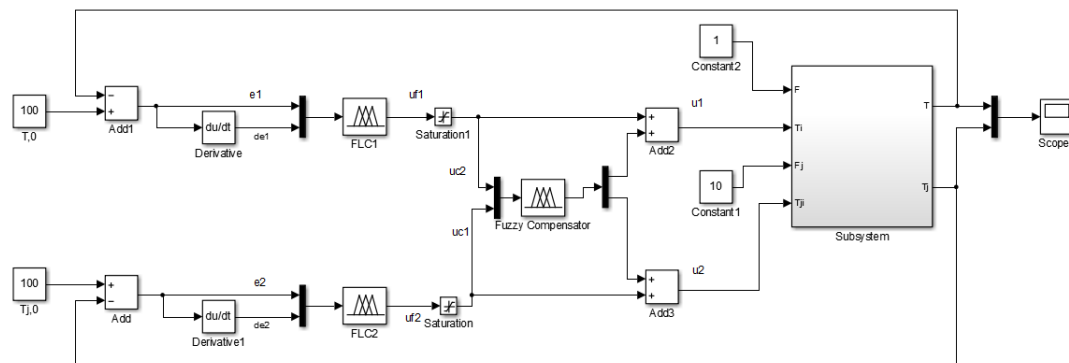 1
Constant2
F
100
T,0
Add1
e1
du/dt
Derivative
de1
FLC1
uf1
Saturation1
Add2
u1
Ti
T
Scope
uc2
Fuzzy Compensator
10
Constant1
Fj
Tji
Tj
Subsystem
uc1
100
Tj,0
Add
e2
du/dt
Derivative1
de2
FLC2
uf2
Saturation
Add3
u2